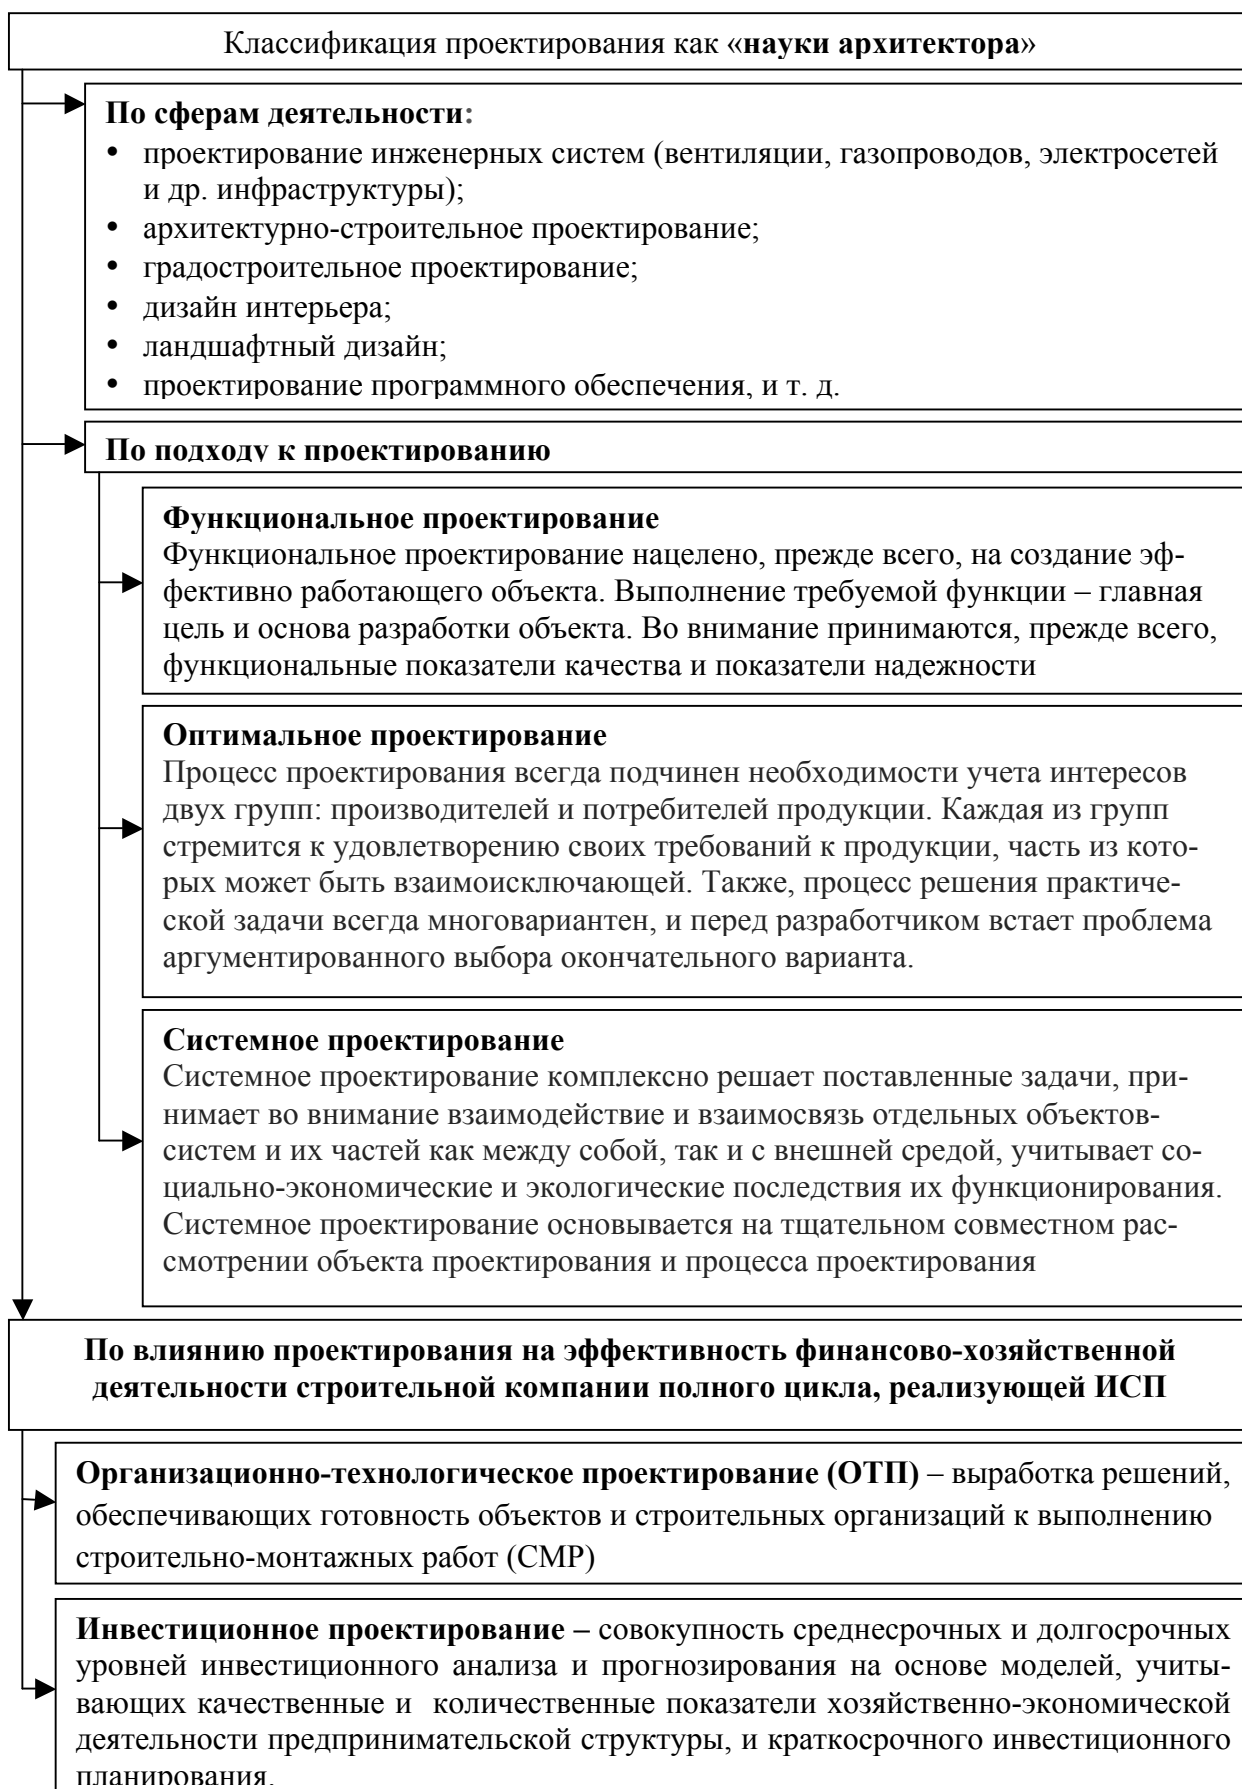 Классификация проектирования как «науки архитектора»
По сферам деятельности:
• проектирование инженерных систем (вентиляции, газопроводов, электросетей
и др. инфраструктуры);
• архитектурно-строительное проектирование;
• градостроительное проектирование;
• дизайн интерьера;
• ландшафтный дизайн;
• проектирование программного обеспечения, и т. д.
По подходу к проектированию
Функциональное проектирование
Функциональное проектирование нацелено, прежде всего, на создание эф-
фективно работающего объекта. Выполнение требуемой функции – главная
цель и основа разработки объекта. Во внимание принимаются, прежде всего,
функциональные показатели качества и показатели надежности
Оптимальное проектирование
Процесс проектирования всегда подчинен необходимости учета интересов
двух групп: производителей и потребителей продукции. Каждая из групп
стремится к удовлетворению своих требований к продукции, часть из кото-
рых может быть взаимоисключающей. Также, процесс решения практиче-
ской задачи всегда многовариантен, и перед разработчиком встает проблема
аргументированного выбора окончательного варианта.
Системное проектирование
Системное проектирование комплексно решает поставленные задачи, при-
нимает во внимание взаимодействие и взаимосвязь отдельных объектов-
систем и их частей как между собой, так и с внешней средой, учитывает со-
циально-экономические и экологические последствия их функционирования.
Системное проектирование основывается на тщательном совместном рас-
смотрении объекта проектирования и процесса проектирования
По влиянию проектирования на эффективность финансово-хозяйственной
деятельности строительной компании полного цикла, реализующей ИСП
Организационно-технологическое проектирование (ОТП) – выработка решений,
обеспечивающих готовность объектов и строительных организаций к выполнению
строительно-монтажных работ (СМР)
Инвестиционное проектирование – совокупность среднесрочных и долгосрочных
уровней инвестиционного анализа и прогнозирования на основе моделей, учиты-
вающих качественные и количественные показатели хозяйственно-экономической
деятельности предпринимательской структуры, и краткосрочного инвестиционного
планирования.